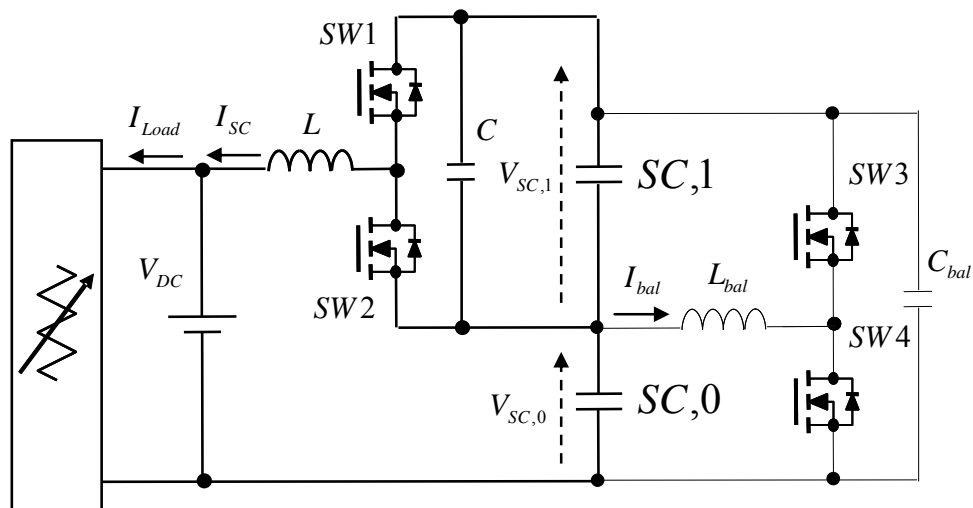 SW1
I_Load
I_SC
L
C
V_SC,1
SC,1
SW3
V_DC
SW2
I_bal
L_bal
C_bal
SW4
V_SC,0
SC,0